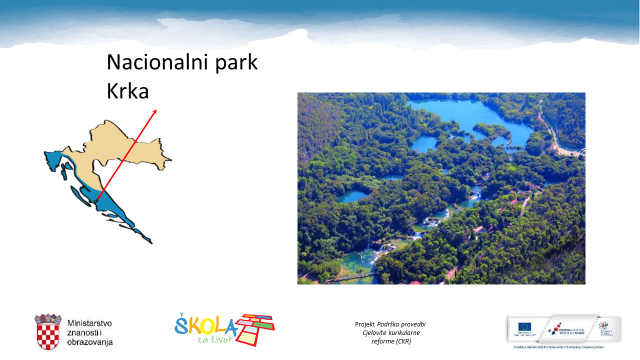 Nacionalni park
Krka
Ministarstvo
znanosti i
obrazovanja
ŠKOLA
za život
Projekt Podrška provedbi
Cjelovite kurikularne
reforme (CKR)